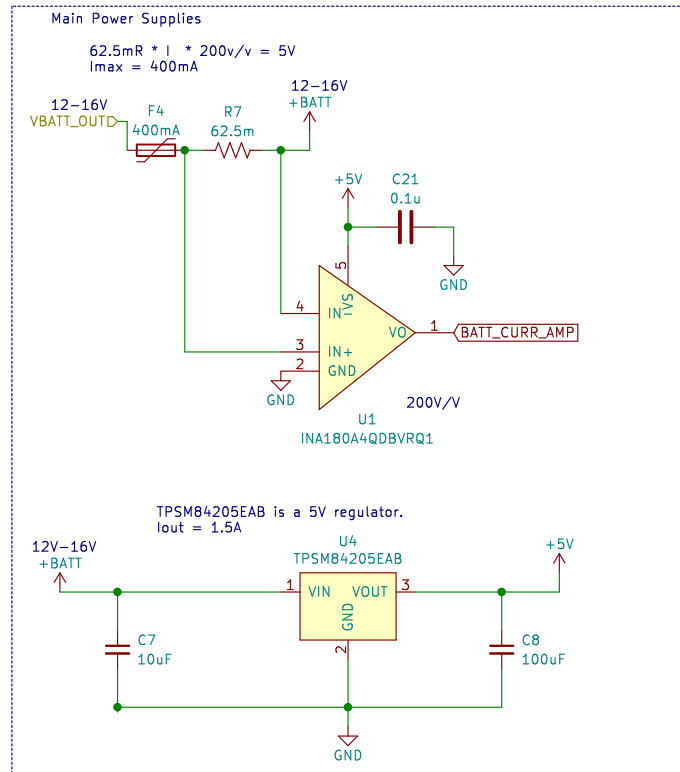 Main Power Supplies
62.5mR * I  * 200v/v = 5V
Imax = 400mA
12-16V
VBATT_OUT
F4
400mA
R7
62.5m
12-16V
+BATT
+5V
C21
0.1u
GND
5
VS
4
IN-
3
IN+
2
GND
GND
VO
1
BATT_CURR_AMP
200V/V
U1
INA180A4QDBVRQ1
TPSM84205EAB is a 5V regulator.
Iout = 1.5A
12V-16V
+BATT
U4
TPSM84205EAB
1
VIN
VOUT
3
GND
2
+5V
C7
10uF
C8
100uF
GND